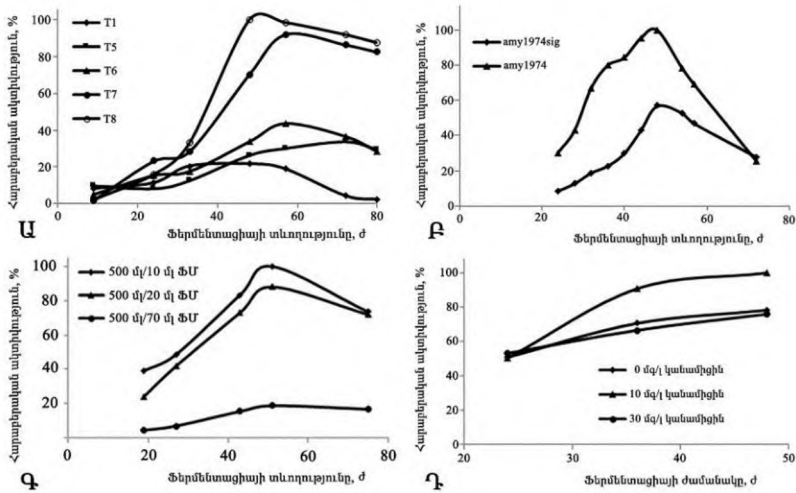 Հարաբերական ակտիվություն, %
100
80
60
40
20
0
T1
T5
T6
T7
T8
0 20 40 60 80
Ֆերմենտացիայի տևողությունը, ժ
Ա
Հարաբերական ակտիվություն, %
100
80
60
40
20
0
amy1974sig
amy1974
20 30 40 50 60 70 80
Ֆերմենտացիայի տևողությունը, ժ
Բ
Հարաբերական ակտիվություն, %
100
80
60
40
20
500 մլ/10 մլ ՖՄ
500 մլ/20 մլ ՖՄ
500 մլ/70 մլ ՖՄ
0 20 40 60 80
Ֆերմենտացիայի տևողությունը, ժ
Գ
Հարաբերական ակտիվություն, %
100
80
60
40
20
0
0 մգ/լ կանամիցին
10 մգ/լ կանամիցին
30 մգ/լ կանամիցին
20 30 40 50
Ֆերմենտացիայի ժամանակը, ժ
Դ